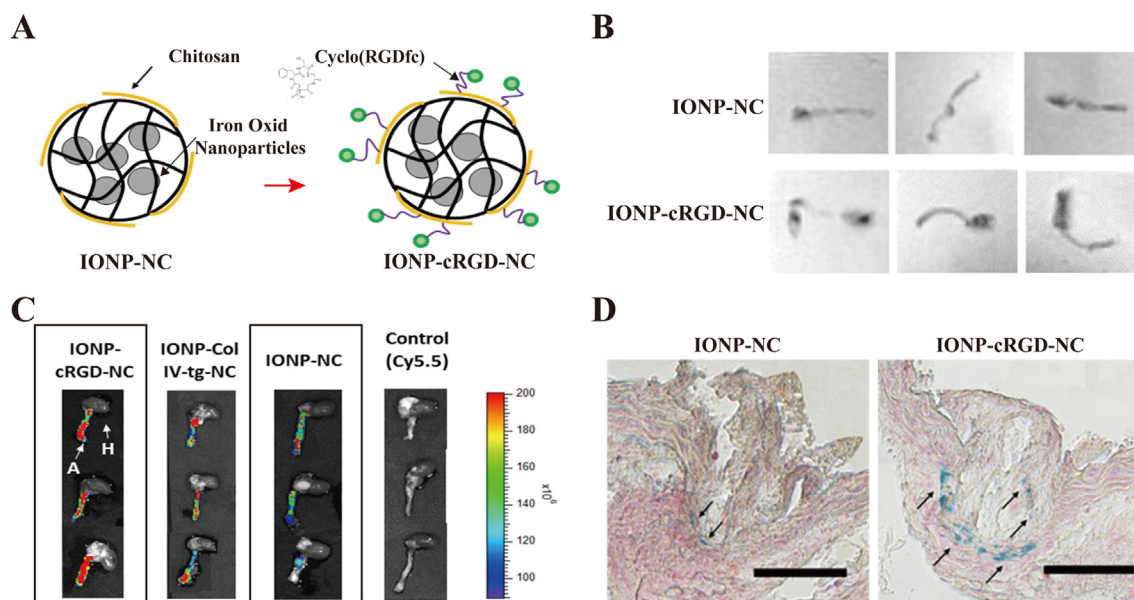 A
Chitosan
Cyclo(RGDfc)
Iron Oxid
Nanoparticles
IONP-NC
IONP-cRGD-NC
B
IONP-NC
IONP-cRGD-NC
C
IONP-
cRGD-NC
IONP-Col
IV-tg-NC
IONP-NC
Control
(Cy5.5)
A
H
200
180
160
140
120
100
x10⁶
D
IONP-NC
IONP-cRGD-NC